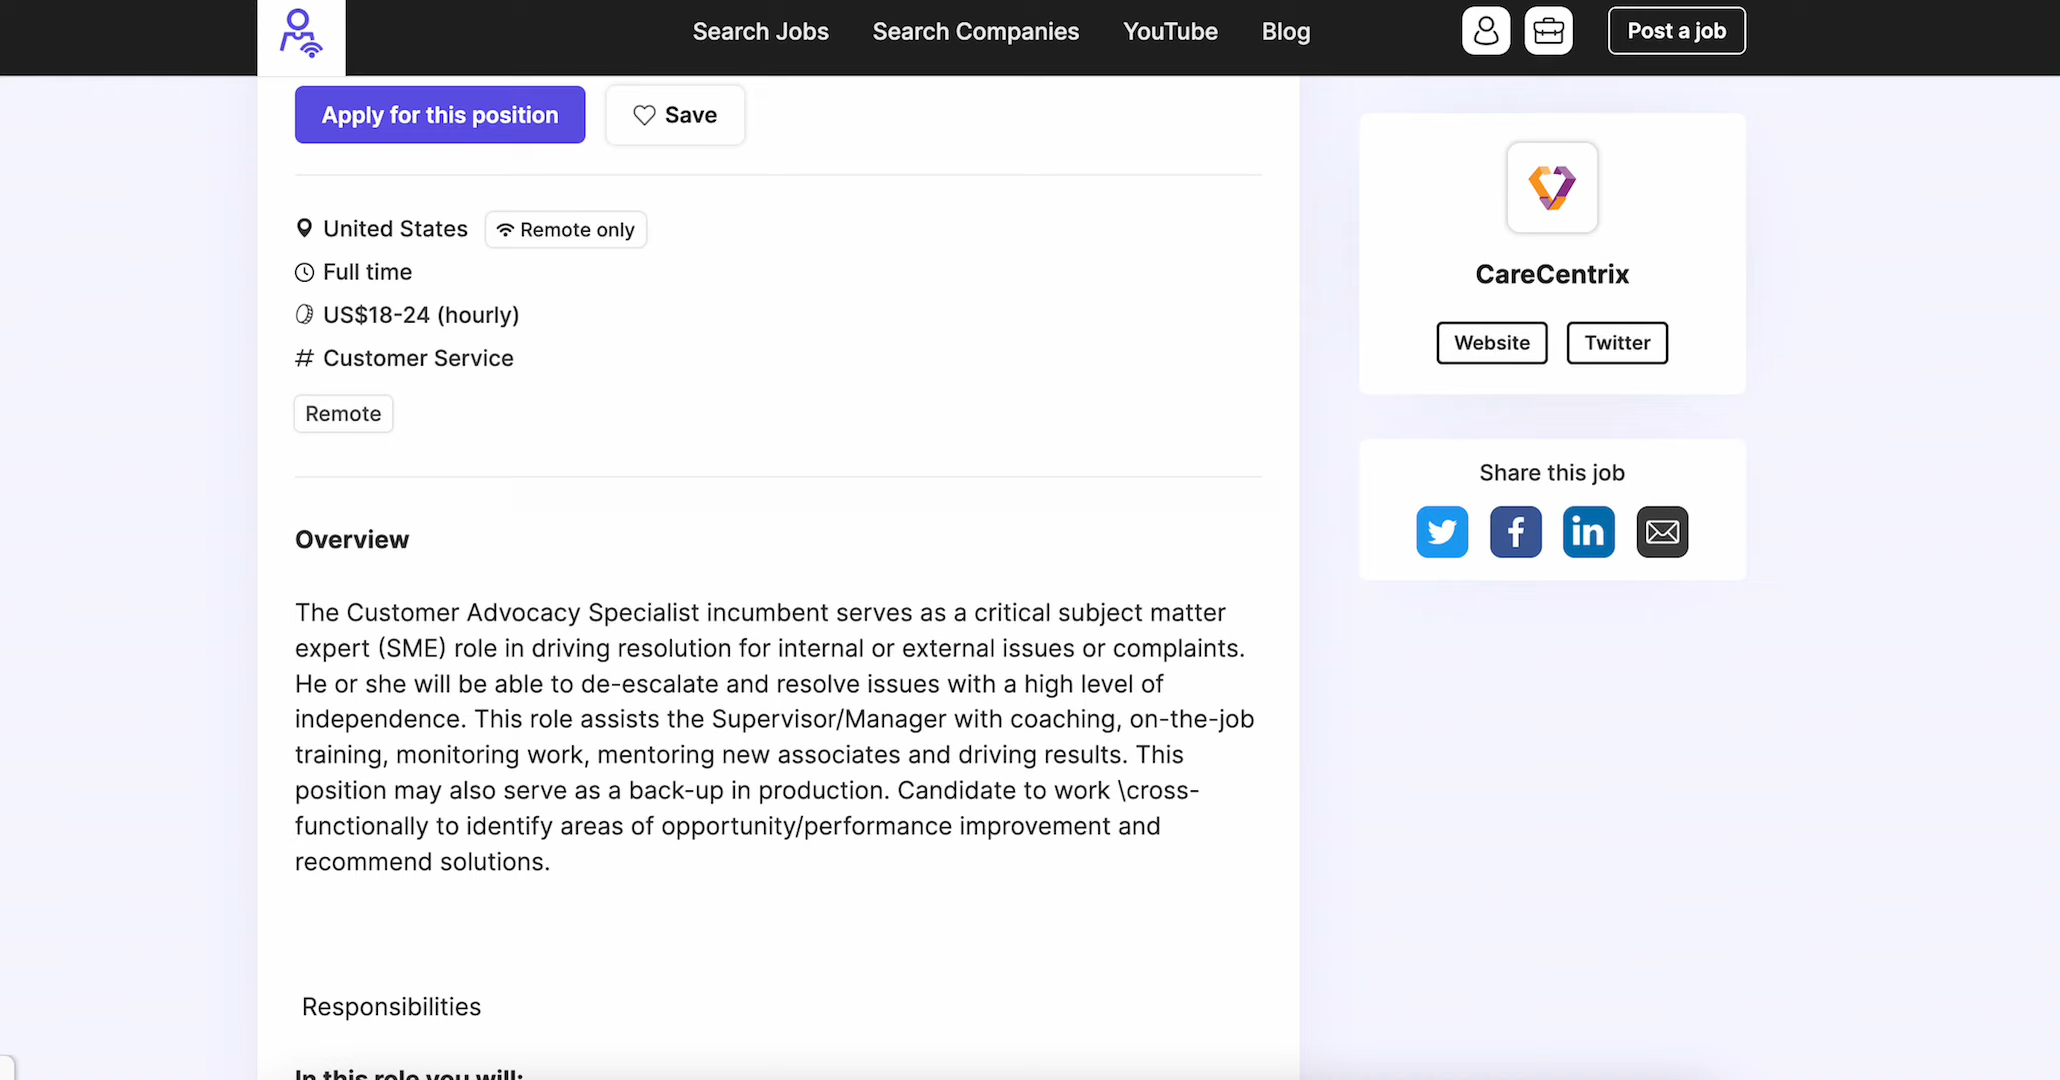 Search Jobs
Search Companies
YouTube
Blog
Post a job
Apply for this position
Save
United States
Remote only
Full time
US$18-24 (hourly)
# Customer Service
Remote
Overview
The Customer Advocacy Specialist incumbent serves as a critical subject matter
expert (SME) role in driving resolution for internal or external issues or complaints.
He or she will be able to de-escalate and resolve issues with a high level of
independence. This role assists the Supervisor/Manager with coaching, on-the-job
training, monitoring work, mentoring new associates and driving results. This
position may also serve as a back-up in production. Candidate to work \cross-
functionally to identify areas of opportunity/performance improvement and
recommend solutions.
Responsibilities
In this role you will:
CareCentrix
Website
Twitter
Share this job